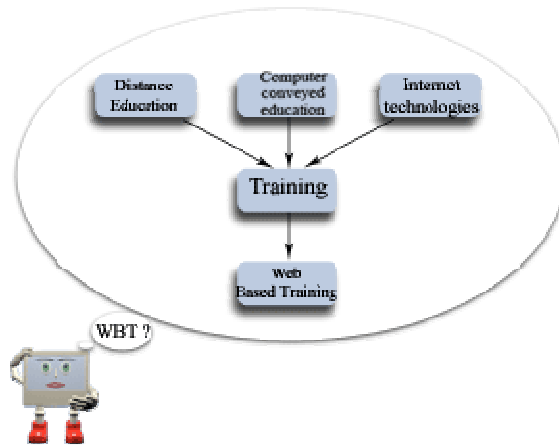 Distance
Education
Computer
conveyed
education
Internet
technologies
Training
Web
Based Training
WBT ?